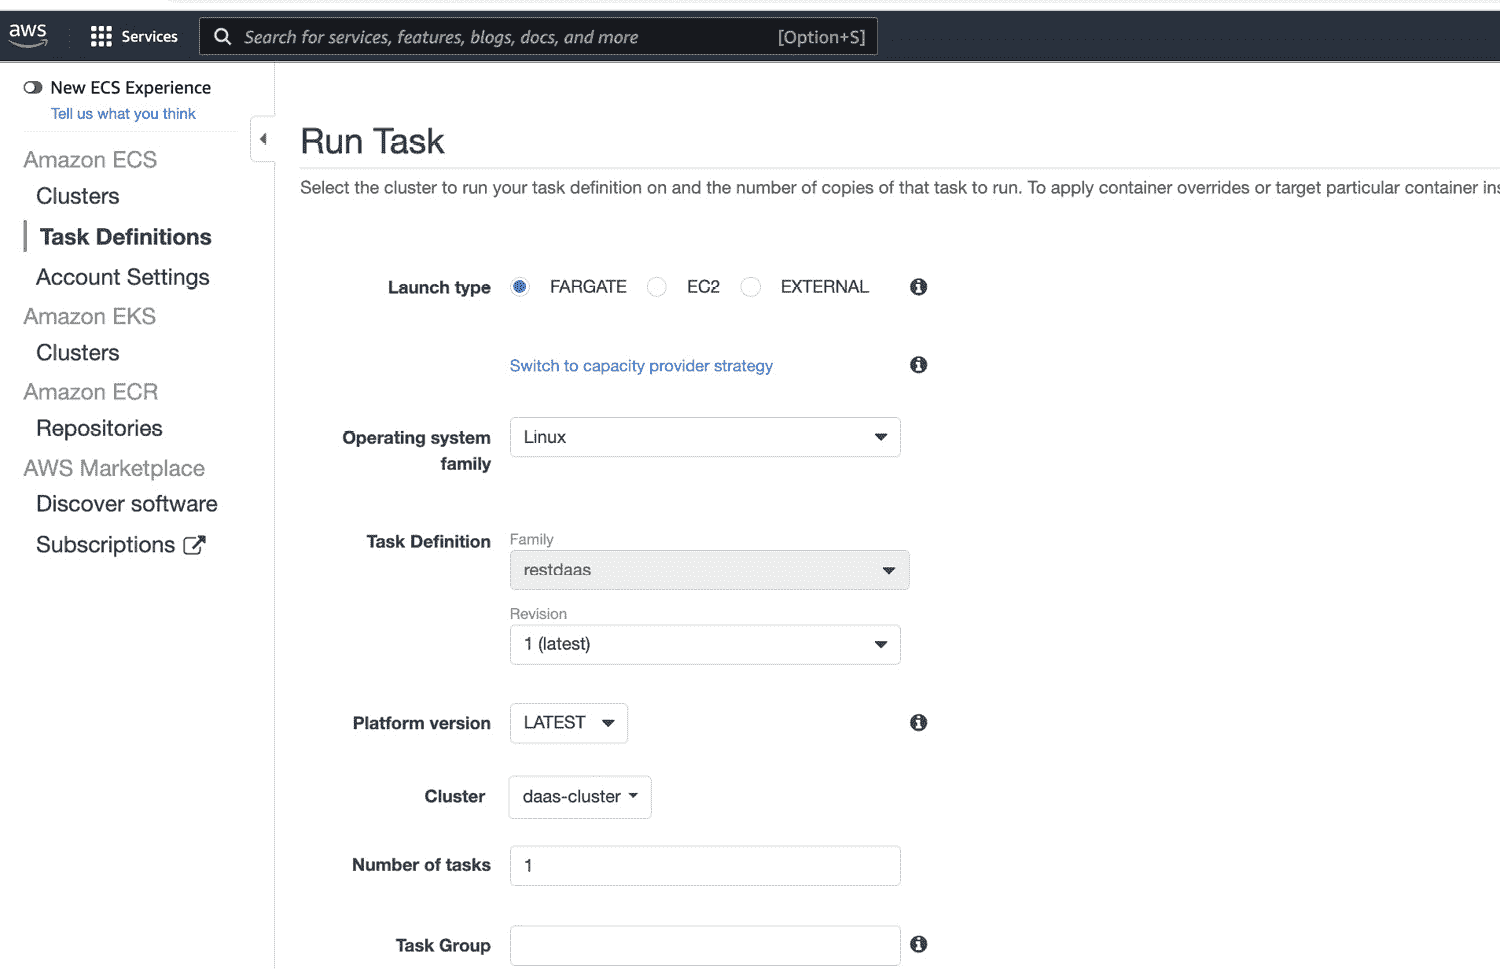 aws
Services
Search for services, features, blogs, docs, and more
[Option+S]
New ECS Experience
Tell us what you think
Amazon ECS
Clusters
Task Definitions
Account Settings
Amazon EKS
Clusters
Amazon ECR
Repositories
AWS Marketplace
Discover software
Subscriptions
Run Task
Select the cluster to run your task definition on and the number of copies of that task to run. To apply container overrides or target particular container ins
Launch type
FARGATE
EC2
EXTERNAL
Switch to capacity provider strategy
Operating system
family
Linux
Task Definition
Family
restdaas
Revision
1 (latest)
Platform version
LATEST
Cluster
daas-cluster
Number of tasks
1
Task Group